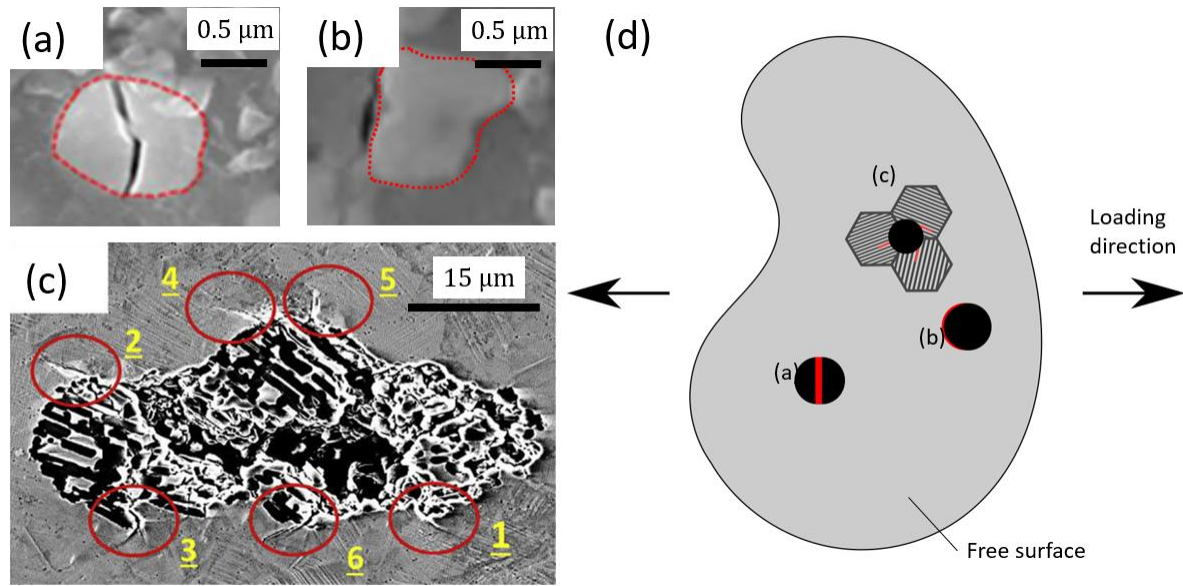 (a)
0.5 μm
(b)
0.5 μm
(c)
15 μm
4
5
2
3
6
1
(d)
(c)
(b)
(a)
Loading
direction
Free surface